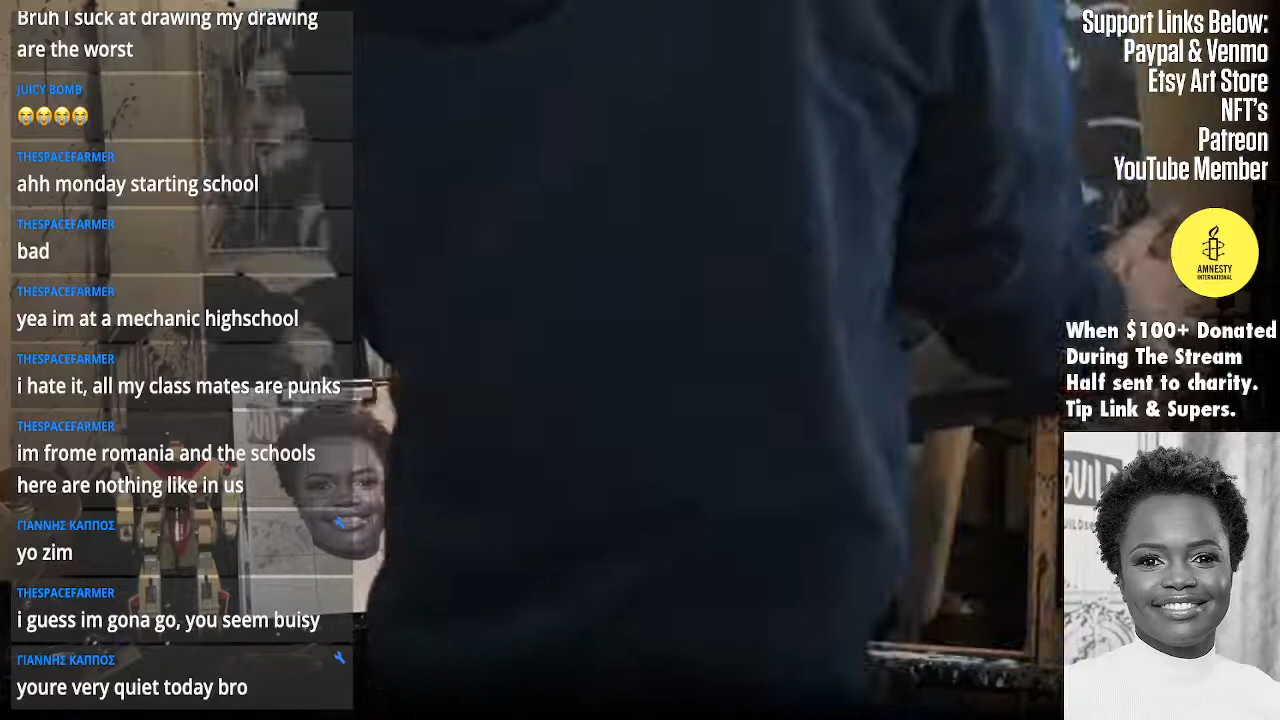 Bruh I suck at drawing my drawing
are the worst
JUICY BOMB
😭😭😭😭
THESPACEFARMER
ahh monday starting school
THESPACEFARMER
bad
THESPACEFARMER
yea im at a mechanic highschool
THESPACEFARMER
i hate it, all my class mates are punks
THESPACEFARMER
im frome romania and the schools
here are nothing like in us
ΓΙΑΝΝΗΣ ΚΑΠΠΟΣ
yo zim
THESPACEFARMER
i guess im gona go, you seem buisy
ΓΙΑΝΝΗΣ ΚΑΠΠΟΣ
youre very quiet today bro
Support Links Below:
Paypal & Venmo
Etsy Art Store
NFT's
Patreon
YouTube Member
AMNESTY
INTERNATIONAL
When $100+ Donated
During The Stream
Half sent to charity.
Tip Link & Supers.
BUILD